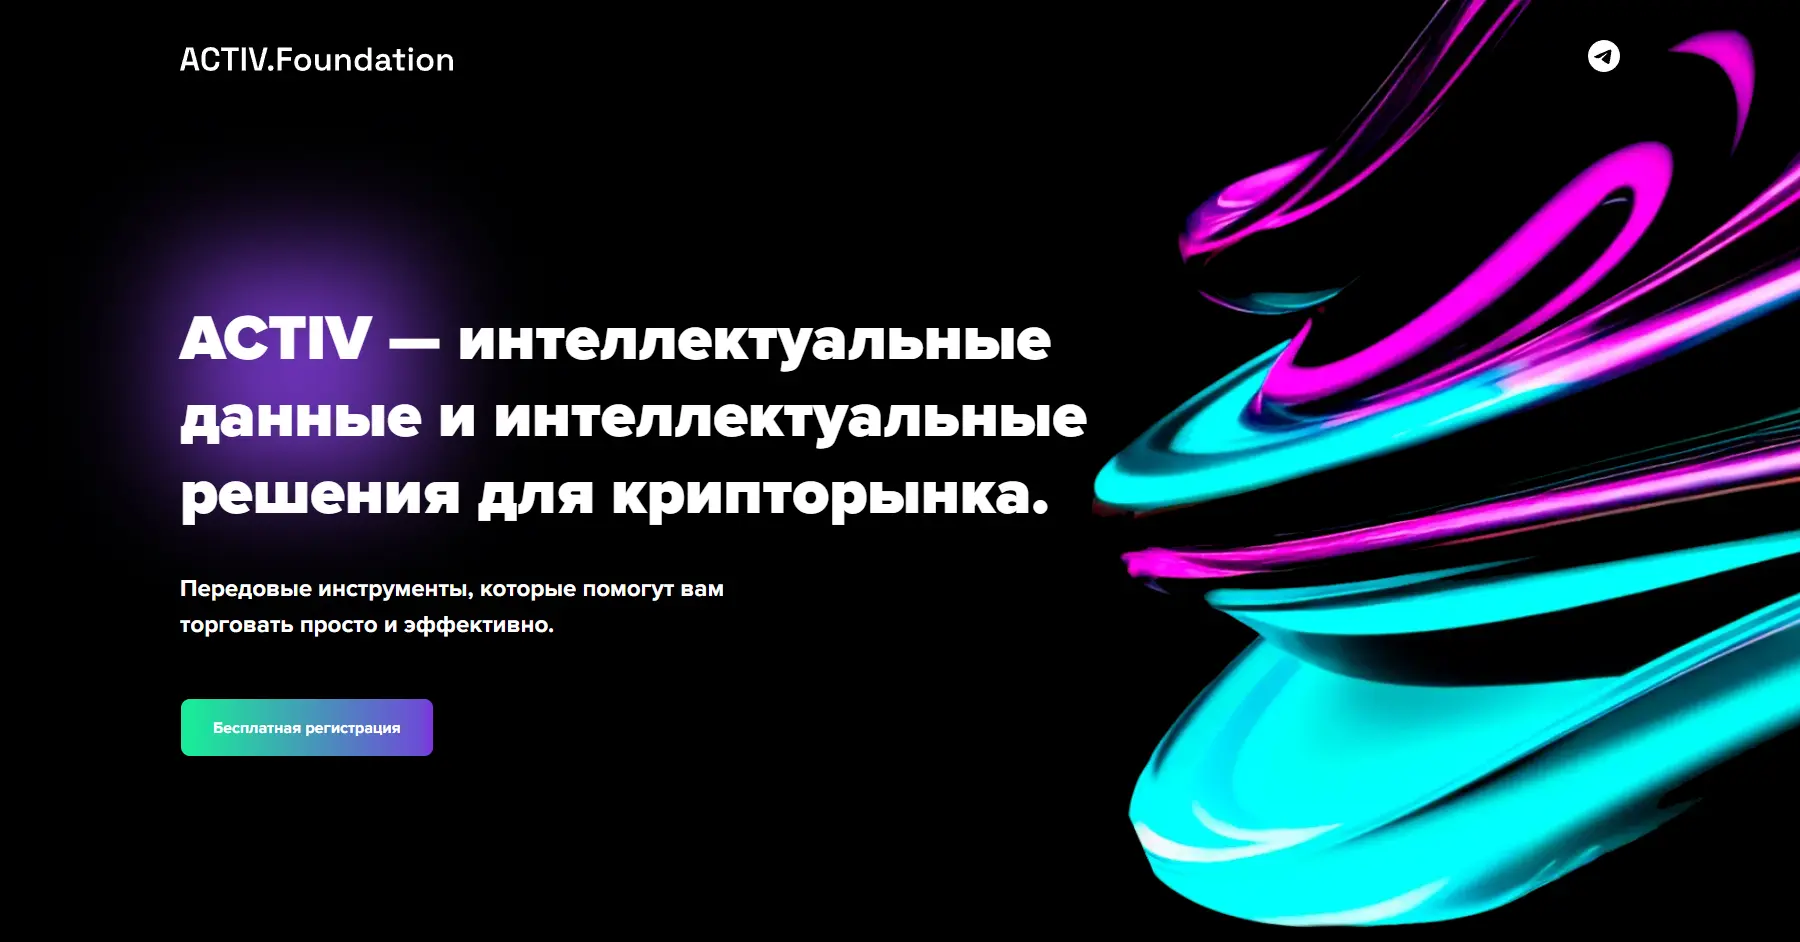 ACTIV.Foundation
ACTIV — интеллектуальные
данные и интеллектуальные
решения для крипторынка.
Передовые инструменты, которые помогут вам
торговать просто и эффективно.
Бесплатная регистрация